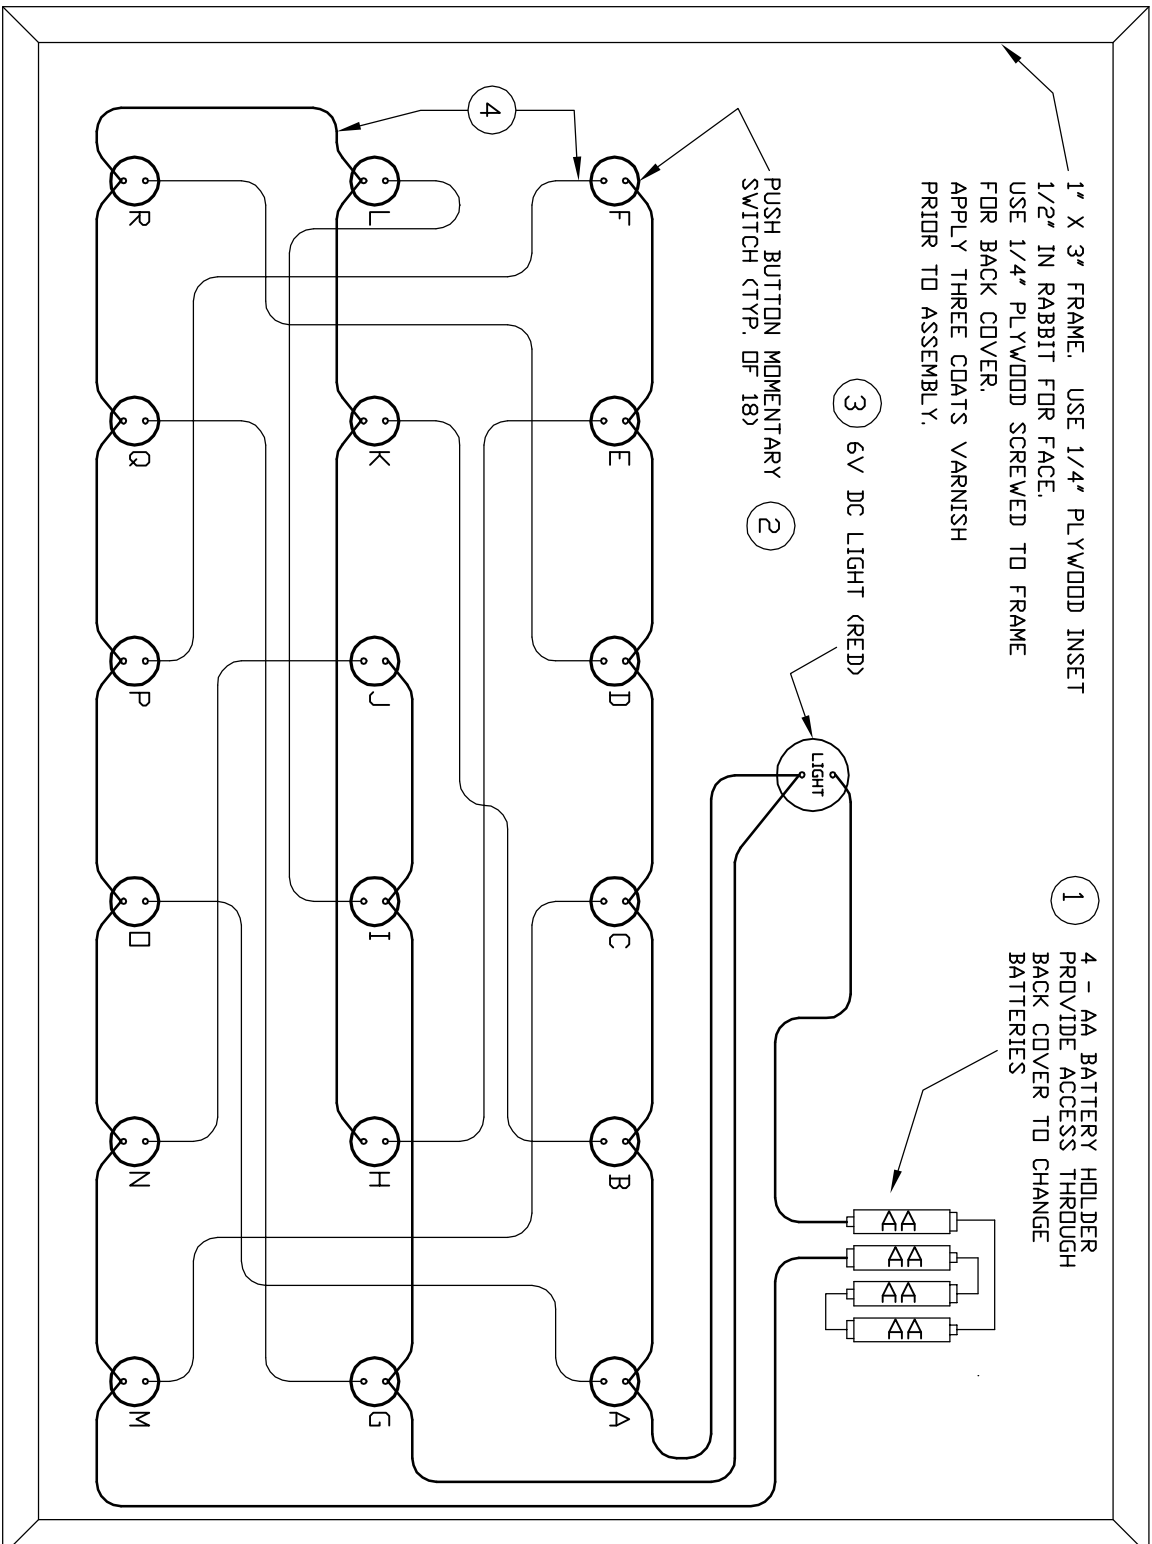 1" X 3" FRAME. USE 1/4" PLYWOOD INSET
1/2" IN RABBIT FOR FACE.
USE 1/4" PLYWOOD SCREWED TO FRAME
FOR BACK COVER.
APPLY THREE COATS VARNISH
PRIOR TO ASSEMBLY.
1
4 - AA BATTERY HOLDER
PROVIDE ACCESS THROUGH
BACK COVER TO CHANGE
BATTERIES
AA
AA
AA
AA
3
6V DC LIGHT (RED)
LIGHT
PUSH BUTTON MOMENTARY
SWITCH (TYP. OF 18)
2
4
F
E
D
C
B
A
L
K
J
I
H
G
R
Q
P
O
N
M